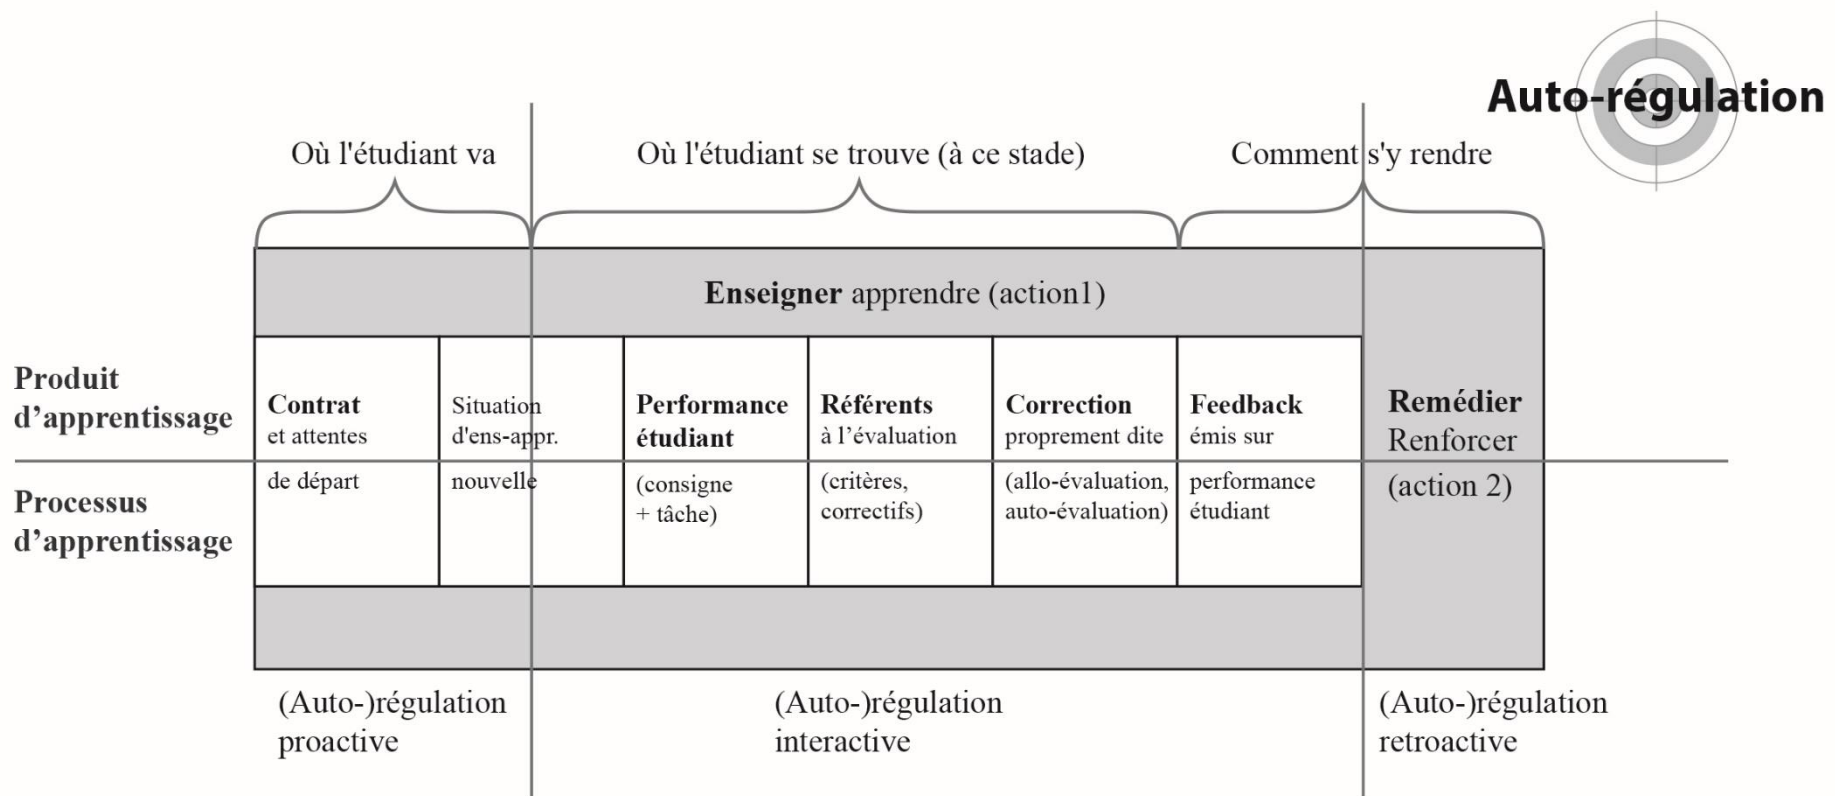 Auto-régulation
Où l'étudiant va
Où l'étudiant se trouve (à ce stade)
Comment s'y rendre
Enseigner apprendre (action1)
Produit
d’apprentissage
Processus
d’apprentissage
Contrat
et attentes
de départ
Situation
d'ens-appr.
nouvelle
Performance
étudiant
(consigne
+ tâche)
Référents
à l’évaluation
(critères,
correctifs)
Correction
proprement dite
(allo-évaluation,
auto-évaluation)
Feedback
émis sur
performance
étudiant
Remédier
Renforcer
(action 2)
(Auto-)régulation
proactive
(Auto-)régulation
interactive
(Auto-)régulation
retroactive